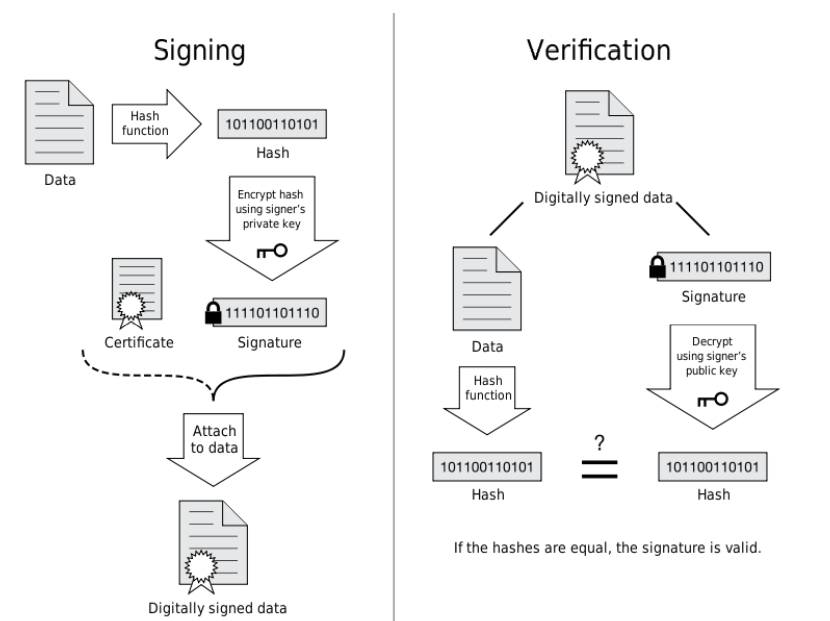 Signing
Hash
function
101100110101
Hash
Data
Encrypt hash
using signer's
private key
111101101110
Certificate
Signature
Attach
to data
Digitally signed data
Verification
Digitally signed data
111101101110
Signature
Data
Decrypt
using signer's
public key
Hash
function
?
101100110101
101100110101
Hash
Hash
If the hashes are equal, the signature is valid.